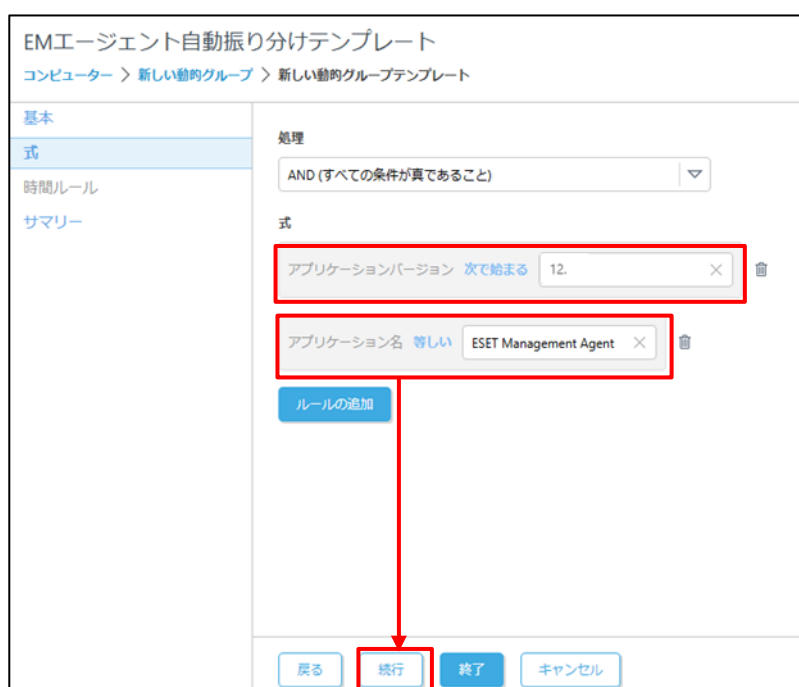 EMエージェント自動振り分けテンプレート
コンピューター > 新しい動的グループ > 新しい動的グループテンプレート
基本
式
時間ルール
サマリー
処理
AND (すべての条件が真であること)
式
アプリケーションバージョン 次で始まる 12.
アプリケーション名 等しい ESET Management Agent
ルールの追加
戻る 続行 終了 キャンセル